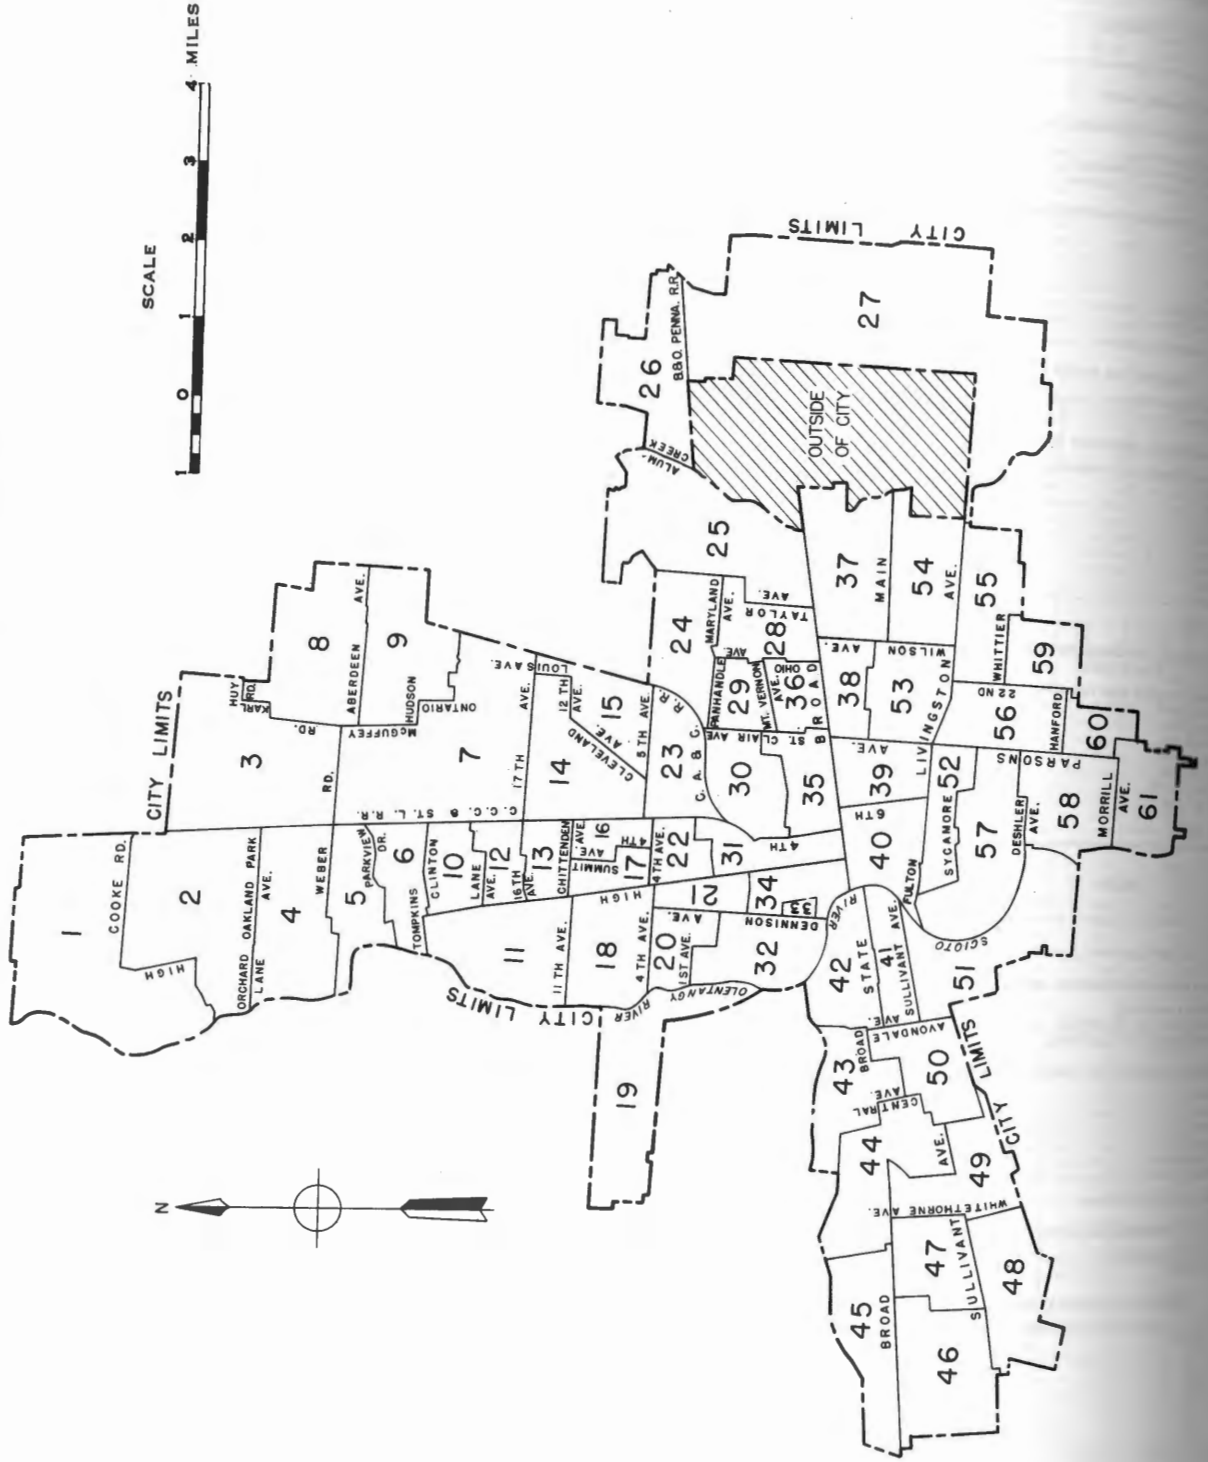 SCALE
1 0 1 2 3 4 MILES
N
CITY LIMITS
1
COOKE RD.
2
HIGH
ORCHARD LANE
OAKLAND PARK AVE.
3
HUY RD.
KARL
4
WEBER RD.
5
PARKVIEW DR.
6
TOMPKINS
CLINTON
McGUFFEY RD.
8
ABERDEEN AVE.
9
HUDSON
ONTARIO
7
C.C.C. & ST. L. R.R.
10
LANE AVE.
12
16TH AVE.
17TH AVE.
LOUIS AVE.
13
CHITTENDEN AVE.
14
12TH AVE.
CLEVELAND AVE.
15
5TH AVE.
11
11TH AVE.
CITY LIMITS
16
SUMMIT
4TH
17
HIGH
18
4TH AVE.
4TH AVE.
19
RIVER
OLENTANGY
20
1ST AVE.
21
22
23
C. A. & C. R.R.
24
MARYLAND AVE.
25
ALUM CREEK
26
B.&O. PENNA. R.R.
27
CITY LIMITS
OUTSIDE OF CITY
28
TAYLOR AVE.
PANHANDLE
29
MT. VERNON AVE.
AVE.
OHIO
36
ST. CLAIR AVE.
30
31
4TH
32
DENNISON AVE.
33
34
35
BROAD
37
MAIN
38
WILSON AVE.
39
AVE.
40
6TH
FULTON
RIVER
SCIOTO
41
SULLIVANT AVE.
42
STATE
43
BROAD
AVE.
AVONDALE
CENTRAL AVE.
44
45
BROAD
46
47
SULLIVANT AVE.
48
49
WHITETHORNE AVE.
50
CITY LIMITS
51
52
SYCAMORE
53
LIVINGSTON AVE.
54
55
WHITTIER
56
22ND
HANFORD
57
DESHLER AVE.
PARSONS
58
MORRILL AVE.
59
60
61